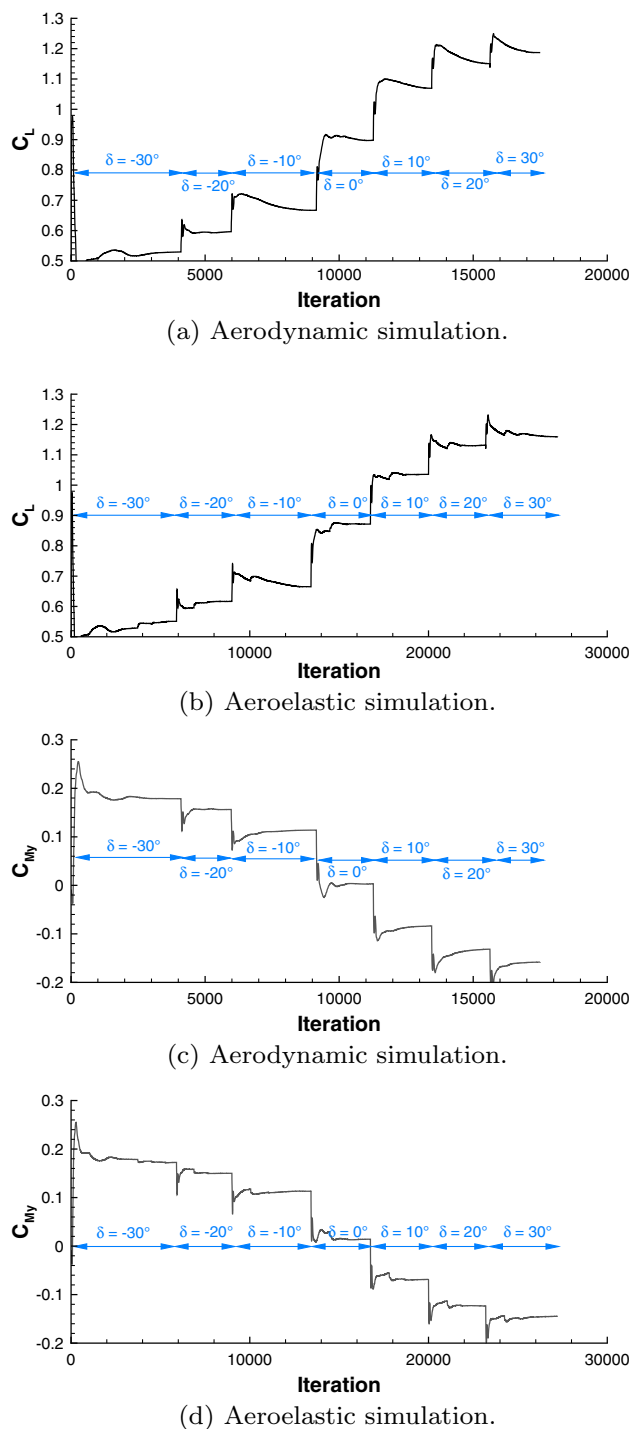 1.3
1.2
1.1
1
0.9
0.8
0.7
0.6
0.5
C_L
δ = -30°
δ = -20°
δ = -10°
δ = 0°
δ = 10°
δ = 20°
δ = 30°
0 5000 10000 15000 20000
Iteration
(a) Aerodynamic simulation.
1.3
1.2
1.1
1
0.9
0.8
0.7
0.6
0.5
C_L
δ = -30° δ = -20° δ = -10° δ = 0° δ = 10° δ = 20° δ = 30°
0 10000 20000 30000
Iteration
(b) Aeroelastic simulation.
0.3
0.2
0.1
0
-0.1
-0.2
C_My
δ = -30°
δ = -20°
δ = -10°
δ = 0°
δ = 10°
δ = 20°
δ = 30°
0 5000 10000 15000 20000
Iteration
(c) Aerodynamic simulation.
0.3
0.2
0.1
0
-0.1
-0.2
C_My
δ = -30° δ = -20° δ = -10° δ = 0° δ = 10° δ = 20° δ = 30°
0 10000 20000 30000
Iteration
(d) Aeroelastic simulation.